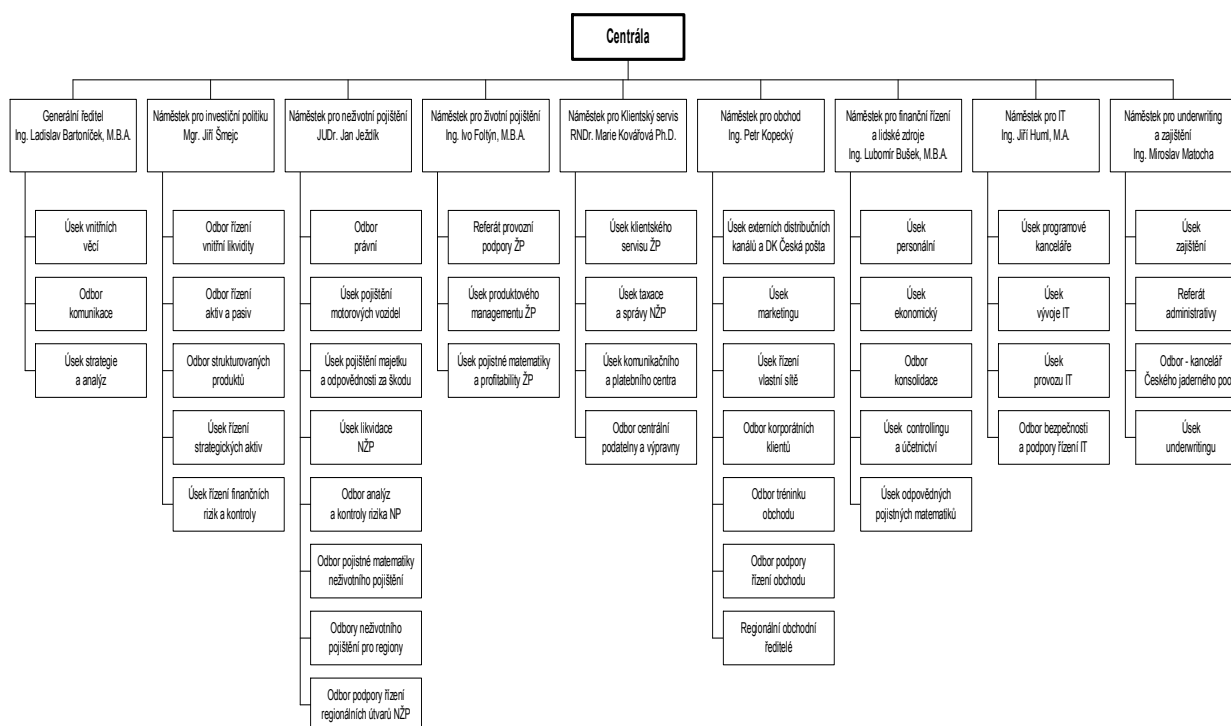 Centrála
Generální ředitel
Ing. Ladislav Bartoníček, M.B.A.
Úsek vnitřních
věcí
Odbor
komunikace
Úsek strategie
a analýz
Náměstek pro investiční politiku
Mgr. Jiří Šmejc
Odbor řízení
vnitřní likvidity
Odbor řízení
aktiv a pasiv
Odbor strukturovaných
produktů
Úsek řízení
strategických aktiv
Úsek řízení finančních
rizik a kontroly
Náměstek pro neživotní pojištění
JUDr. Jan Ježdík
Odbor
právní
Úsek pojištění
motorových vozidel
Úsek pojištění majetku
a odpovědnosti za škodu
Úsek likvidace
NŽP
Odbor analýz
a kontroly rizika NP
Odbor pojistné matematiky
neživotního pojištění
Odbory neživotního
pojištění pro regiony
Odbor podpory řízení
regionálních útvarů NŽP
Náměstek pro životní pojištění
Ing. Ivo Foltýn, M.B.A.
Referát provozní
podpory ŽP
Úsek produktového
managementu ŽP
Úsek pojistné matematiky
a profitability ŽP
Náměstek pro Klientský servis
RNDr. Marie Kovářová Ph.D.
Úsek klientského
servisu ŽP
Úsek taxace
a správy NŽP
Úsek komunikačního
a platebního centra
Odbor centrální
podatelny a výpravny
Náměstek pro obchod
Ing. Petr Kopecký
Úsek externích distribučních
kanálů a DK Česká pošta
Úsek
marketingu
Úsek řízení
vlastní sítě
Odbor korporátních
klientů
Odbor tréninku
obchodu
Odbor podpory
řízení obchodu
Regionální obchodní
ředitelé
Náměstek pro finanční řízení
a lidské zdroje
Ing. Lubomír Bušek, M.B.A.
Úsek
personální
Úsek
ekonomický
Odbor
konsolidace
Úsek controllingu
a účetnictví
Úsek odpovědných
pojistných matematiků
Náměstek pro IT
Ing. Jiří Huml, M.A.
Úsek programové
kanceláře
Úsek
vývoje IT
Úsek
provozu IT
Odbor bezpečnosti
a podpory řízení IT
Náměstek pro underwriting
a zajištění
Ing. Miroslav Matocha
Úsek
zajištění
Referát
administrativy
Odbor - kancelář
Českého jaderného poo
Úsek
underwritingu